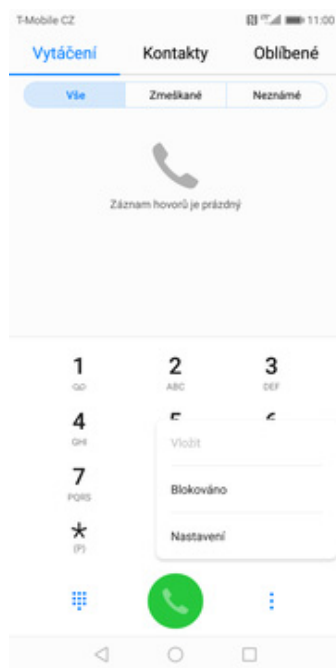 T-Mobile CZ 11:00
Vytáčení Kontakty Oblíbené
Vše Zmeškané Neznámé
Záznam hovorů je prázdný
1 2 3
ABC DEF
4
GHI
Vložit
7
PQRS
Blokováno
*
(P)
Nastavení